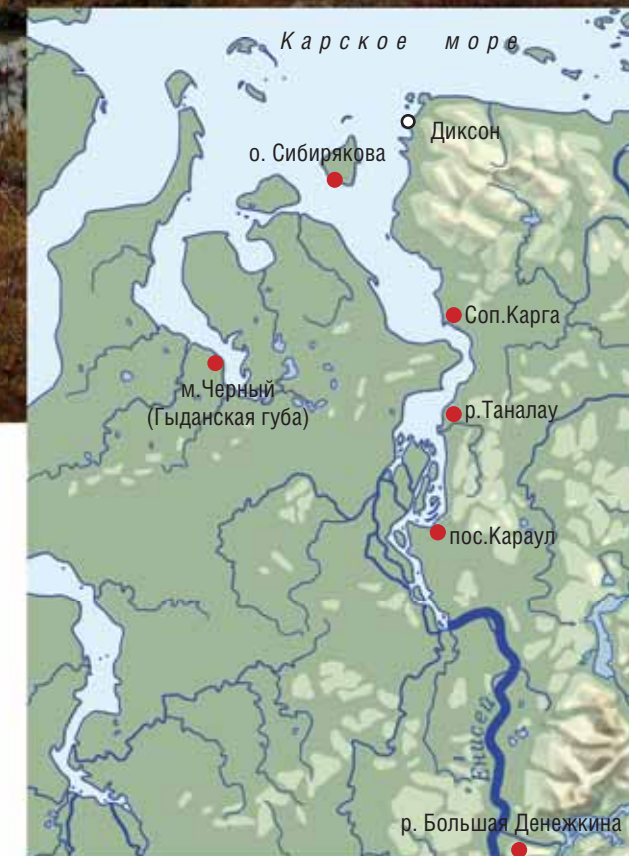 Карское море
Диксон
о. Сибирякова
Соп.Карга
м.Черный
(Гыданская губа)
р.Таналау
пос.Караул
Енисей
р. Большая Денежкина